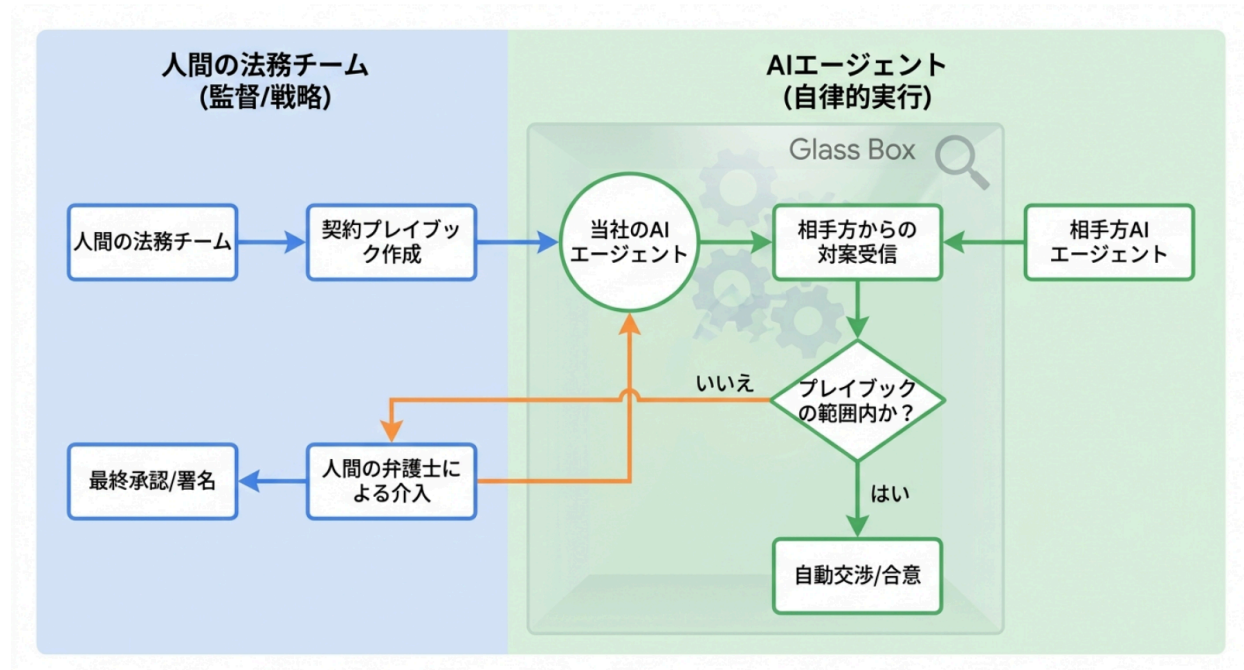 人間の法務チーム
(監督/戦略)
AIエージェント
(自律的実行)
Glass Box
人間の法務チーム
契約プレイブッ
ク作成
当社のAI
エージェント
相手方からの
対案受信
相手方AI
エージェント
いいえ
プレイブック
の範囲内か？
最終承認/署名
人間の弁護士に
よる介入
はい
自動交渉/合意